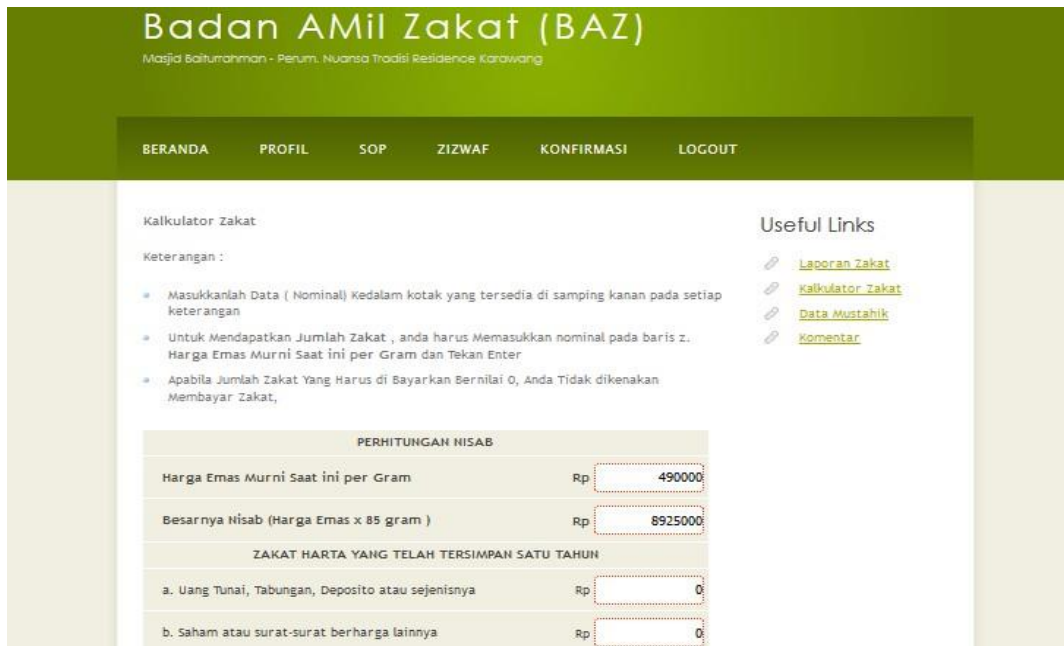 Badan AMil Zakat (BAZ)
Masjid Baiturrahman - Perum. Nuansa Tradisi Residence Karawang
BERANDA PROFIL SOP ZIZWAF KONFIRMASI LOGOUT
Kalkulator Zakat
Keterangan :
Masukkanlah Data ( Nominal) Kedalam kotak yang tersedia di samping kanan pada setiap
keterangan
Untuk Mendapatkan Jumlah Zakat , anda harus Memasukkan nominal pada baris z.
Harga Emas Murni Saat ini per Gram dan Tekan Enter
Apabila Jumlah Zakat Yang Harus di Bayarkan Bernilai 0, Anda Tidak dikenakan
Membayar Zakat,
PERHITUNGAN NISAB
Harga Emas Murni Saat ini per Gram Rp 490000
Besarnya Nisab (Harga Emas x 85 gram ) Rp 8925000
ZAKAT HARTA YANG TELAH TERSIMPAN SATU TAHUN
a. Uang Tunai, Tabungan, Deposito atau sejenisnya Rp 0
b. Saham atau surat-surat berharga lainnya Rp 0
Useful Links
Laporan Zakat
Kalkulator Zakat
Data Mustahik
Komentar